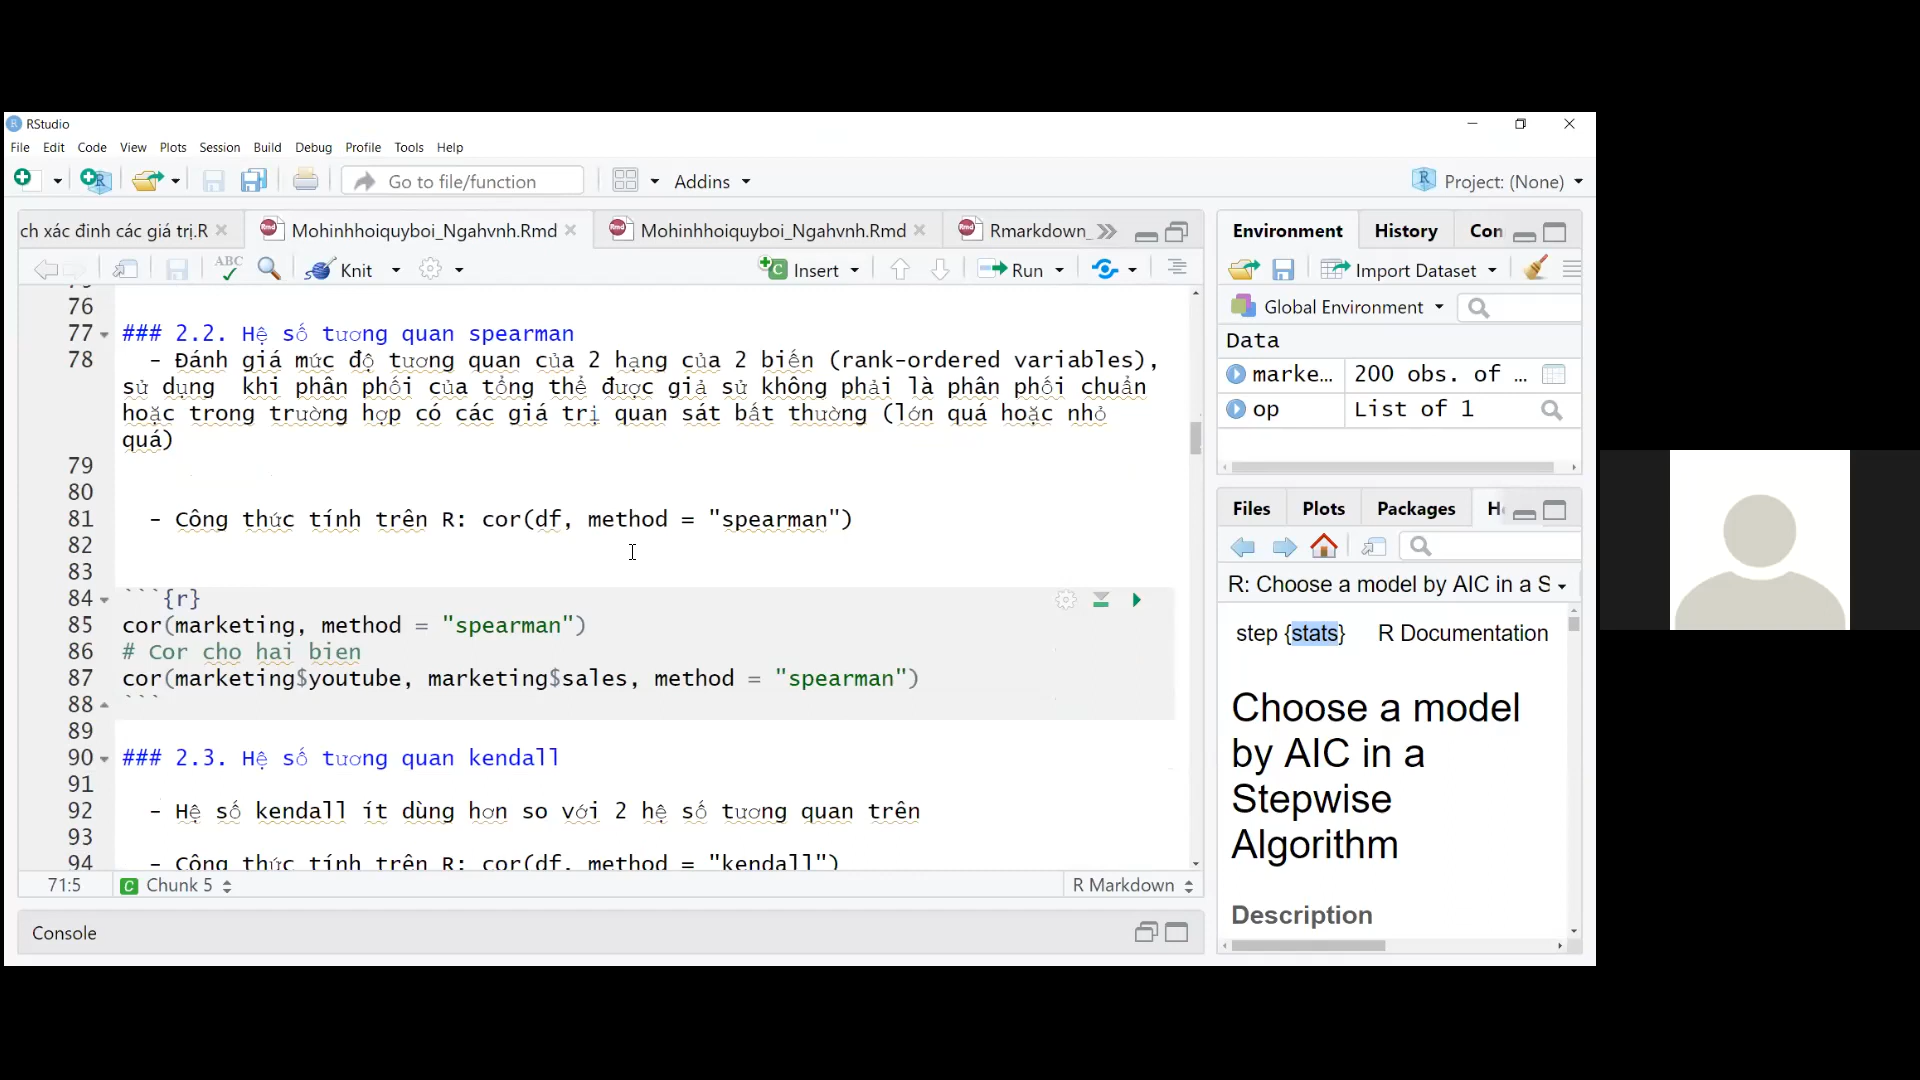 RStudio
File Edit Code View Plots Session Build Debug Profile Tools Help
Go to file/function Addins Project: (None)
ch xác đinh các giá trị.R Mohinhhoiquyboi_Ngahvnh.Rmd Mohinhhoiquyboi_Ngahvnh.Rmd Rmarkdown_
ABC Knit Insert Run
76
77 ### 2.2. Hệ số tương quan spearman
78 - Đánh giá mức độ tương quan của 2 hạng của 2 biến (rank-ordered variables),
sử dụng khi phân phối của tổng thể được giả sử không phải là phân phối chuẩn
hoặc trong trường hợp có các giá trị quan sát bất thường (lớn quá hoặc nhỏ
quá)
79
80
81 - Công thức tính trên R: cor(df, method = "spearman")
82
83
84 ```{r}
85 cor(marketing, method = "spearman")
86 # Cor cho hai bien
87 cor(marketing$youtube, marketing$sales, method = "spearman")
88 ```
89
90 ### 2.3. Hệ số tương quan kendall
91
92 - Hệ số kendall ít dùng hơn so với 2 hệ số tương quan trên
93
94 - Công thức tính trên R: cor(df, method = "kendall")
71:5 Chunk 5 R Markdown
Console
Environment History Con
Import Dataset
Global Environment
Data
marke... 200 obs. of ...
op List of 1
Files Plots Packages H
R: Choose a model by AIC in a S
step {stats} R Documentation
Choose a model
by AIC in a
Stepwise
Algorithm
Description